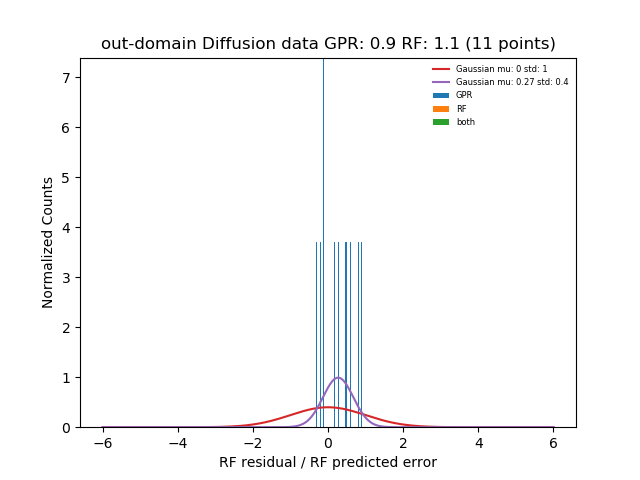 out-domain Diffusion data GPR: 0.9 RF: 1.1 (11 points)
Gaussian mu: 0 std: 1
Gaussian mu: 0.27 std: 0.4
GPR
RF
both
Normalized Counts
7
6
5
4
3
2
1
0
−6 −4 −2 0 2 4 6
RF residual / RF predicted error